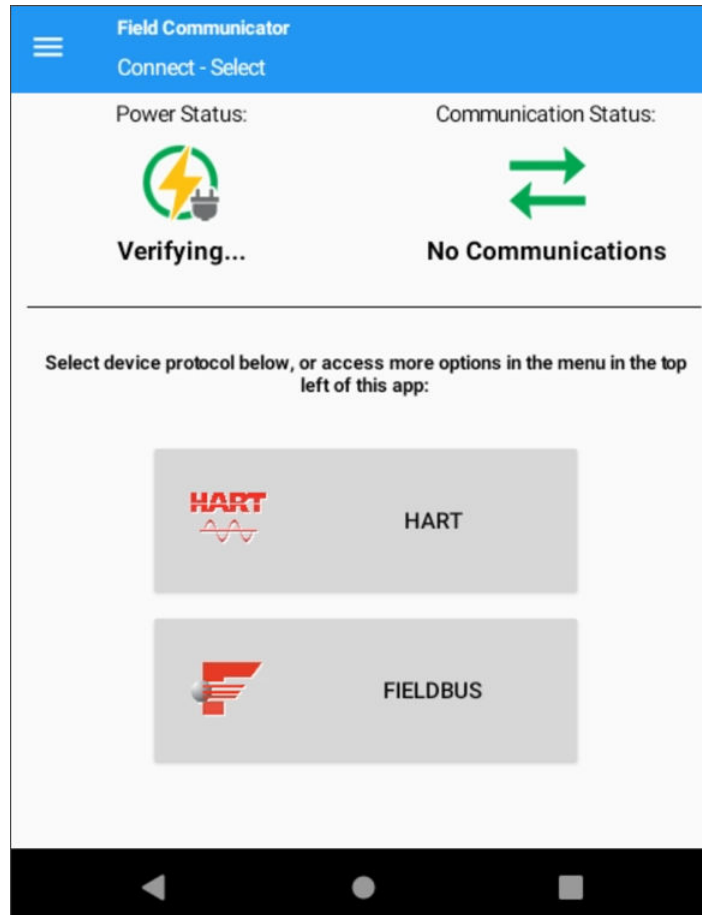 Field Communicator
Connect - Select
Power Status:
Communication Status:
Verifying...
No Communications
Select device protocol below, or access more options in the menu in the top
left of this app:
HART
HART
FIELDBUS